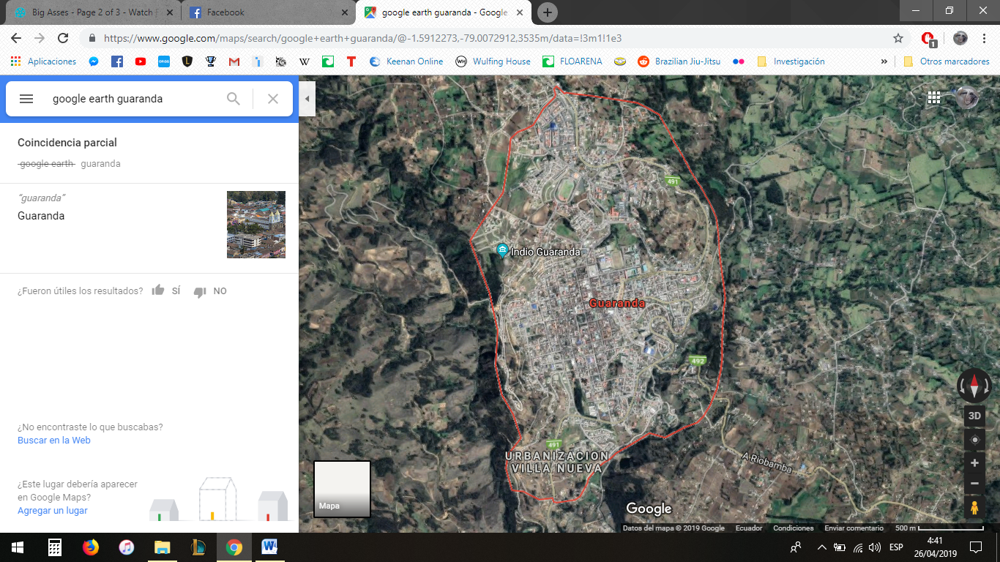 Big Asses - Page 2 of 3 - Watch F
Facebook
google earth guaranda - Google
https://www.google.com/maps/search/google+earth+guaranda/@-1.5912273,-79.0072912,3535m/data=!3m1!1e3
1
Aplicaciones
Keenan Online
Wulfing House
FLOARENA
Brazilian Jiu-Jitsu
Investigación
»
Otros marcadores
google earth guaranda
Coincidencia parcial
google earth guaranda
“guaranda”
Guaranda
¿Fueron útiles los resultados?
SÍ
NO
¿No encontraste lo que buscabas?
Buscar en la Web
¿Este lugar debería aparecer
en Google Maps?
Agregar un lugar
491
Indio Guaranda
Guaranda
492
491
URBANIZACION
VILLA NUEVA
A Riobamba
Mapa
3D
Google
Datos del mapa © 2019 Google
Ecuador
Condiciones
Enviar comentario
500 m
ESP
4:41
26/04/2019